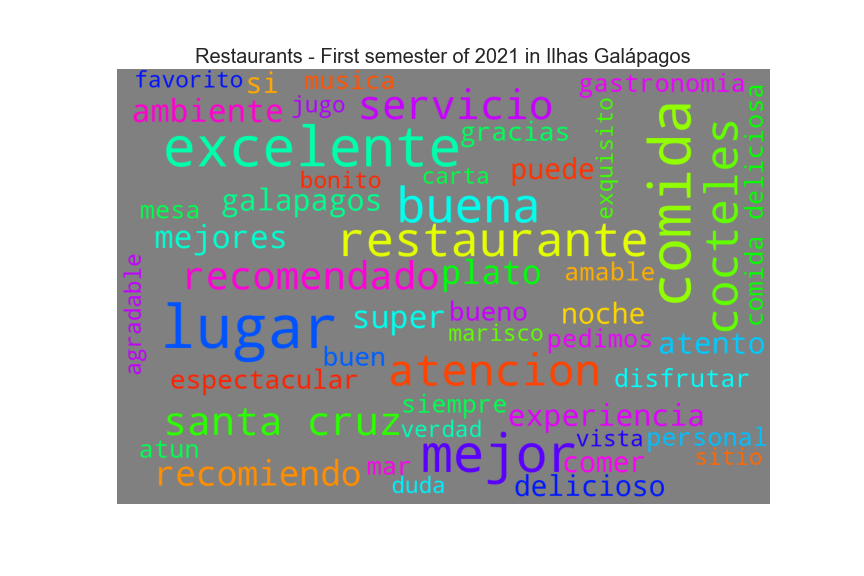 Restaurants - First semester of 2021 in Ilhas Galápagos
favorito
si
musica
gastronomia
ambiente
jugo
servicio
excelente
gracias
exquisito
comida
cocteles
comida deliciosa
bonito
carta
puede
mesa
galapagos
buena
mejores
restaurante
recomendado
plato
amable
agradable
lugar
super
bueno
noche
marisco
pedimos
atento
buen
espectacular
atencion
disfrutar
santa cruz
siempre
experiencia
verdad
vista
personal
atun
mejor
recomiendo
mar
comer
sitio
duda
delicioso